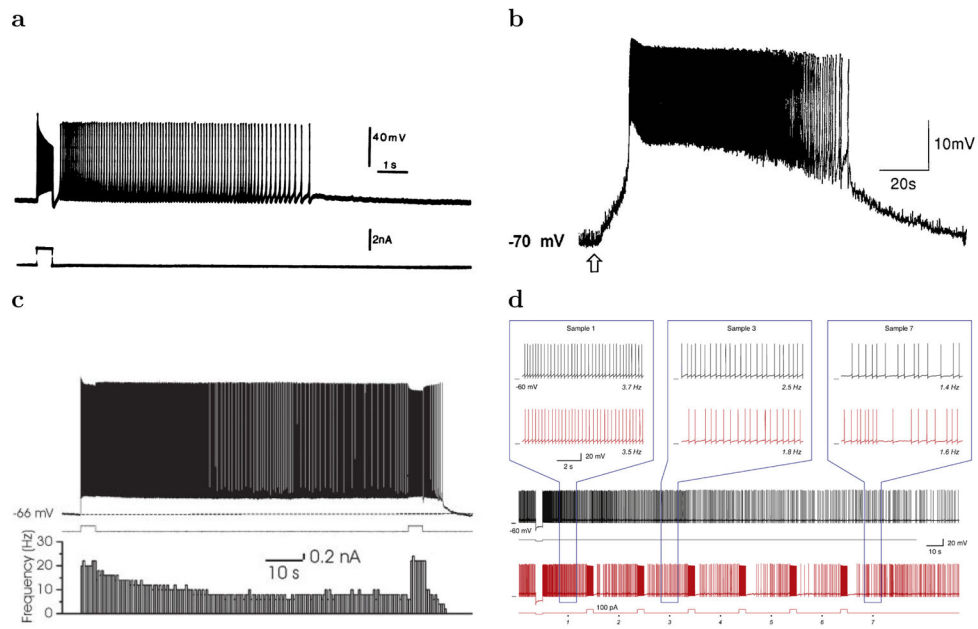 a
40mV
1s
2nA
b
10mV
20s
-70 mV
c
-66 mV
Frequency (Hz)
30
20
10
0
0.2 nA
10 s
d
Sample 1
Sample 3
Sample 7
-60 mV
3.7 Hz
2.5 Hz
1.4 Hz
3.5 Hz
1.8 Hz
1.6 Hz
20 mV
2 s
-60 mV
20 mV
10 s
100 pA
1 2 3 4 5 6 7